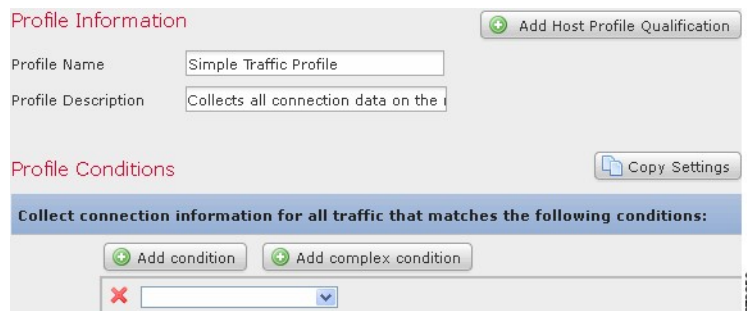 Profile Information
Add Host Profile Qualification
Profile Name
Simple Traffic Profile
Profile Description
Collects all connection data on the
Profile Conditions
Copy Settings
Collect connection information for all traffic that matches the following conditions:
Add condition
Add complex condition